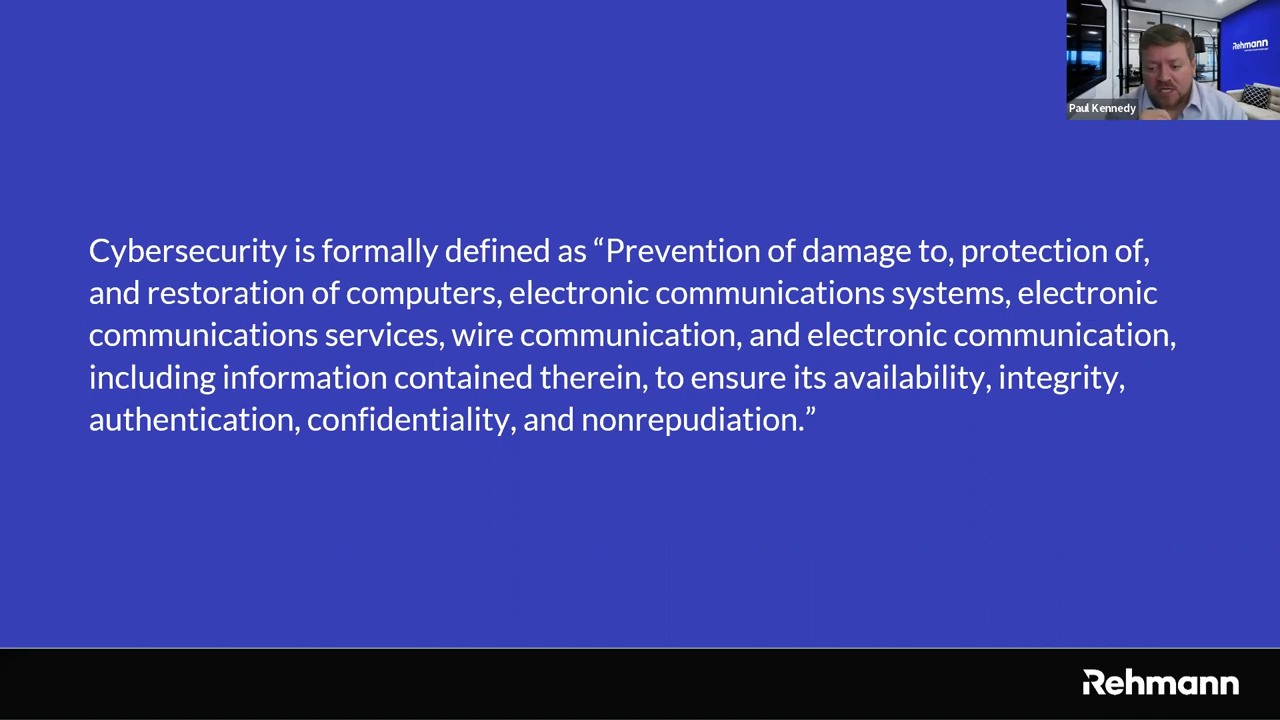 Rehmann
Paul Kennedy
Cybersecurity is formally defined as “Prevention of damage to, protection of,
and restoration of computers, electronic communications systems, electronic
communications services, wire communication, and electronic communication,
including information contained therein, to ensure its availability, integrity,
authentication, confidentiality, and nonrepudiation.”
Rehmann